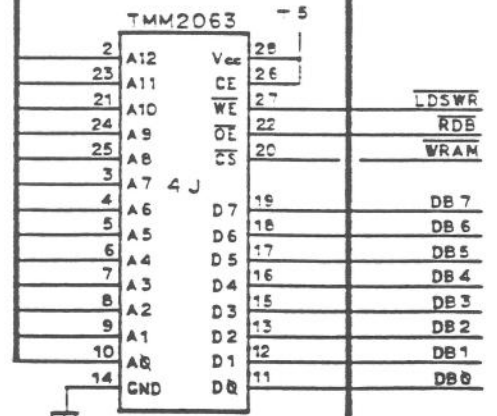 TMM2063 +5
2 A12 Vcc 28
23 A11 CE 26
21 A10 WE 27 LDSWR
24 A9 OE 22 RDB
25 A8 CS 20 WRAM
3 A7 4J
4 A6 D7 19 DB7
5 A5 D6 18 DB6
6 A4 D5 17 DB5
7 A3 D4 16 DB4
8 A2 D3 15 DB3
9 A1 D2 13 DB2
10 A0 D1 12 DB1
14 GND D0 11 DB0